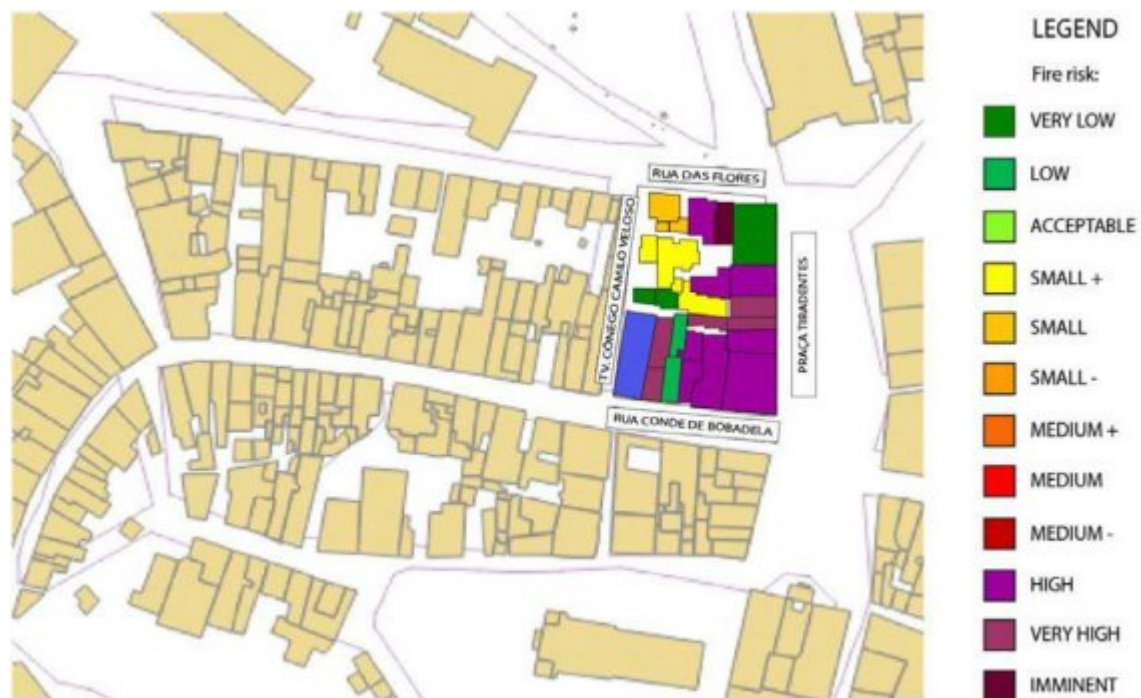 RUA DAS FLORES
TV. CÔNEGO CAMILO VELOSO
PRAÇA TIRADENTES
RUA CONDE DE BOBADELA
LEGEND
Fire risk:
VERY LOW
LOW
ACCEPTABLE
SMALL +
SMALL
SMALL -
MEDIUM +
MEDIUM
MEDIUM -
HIGH
VERY HIGH
IMMINENT